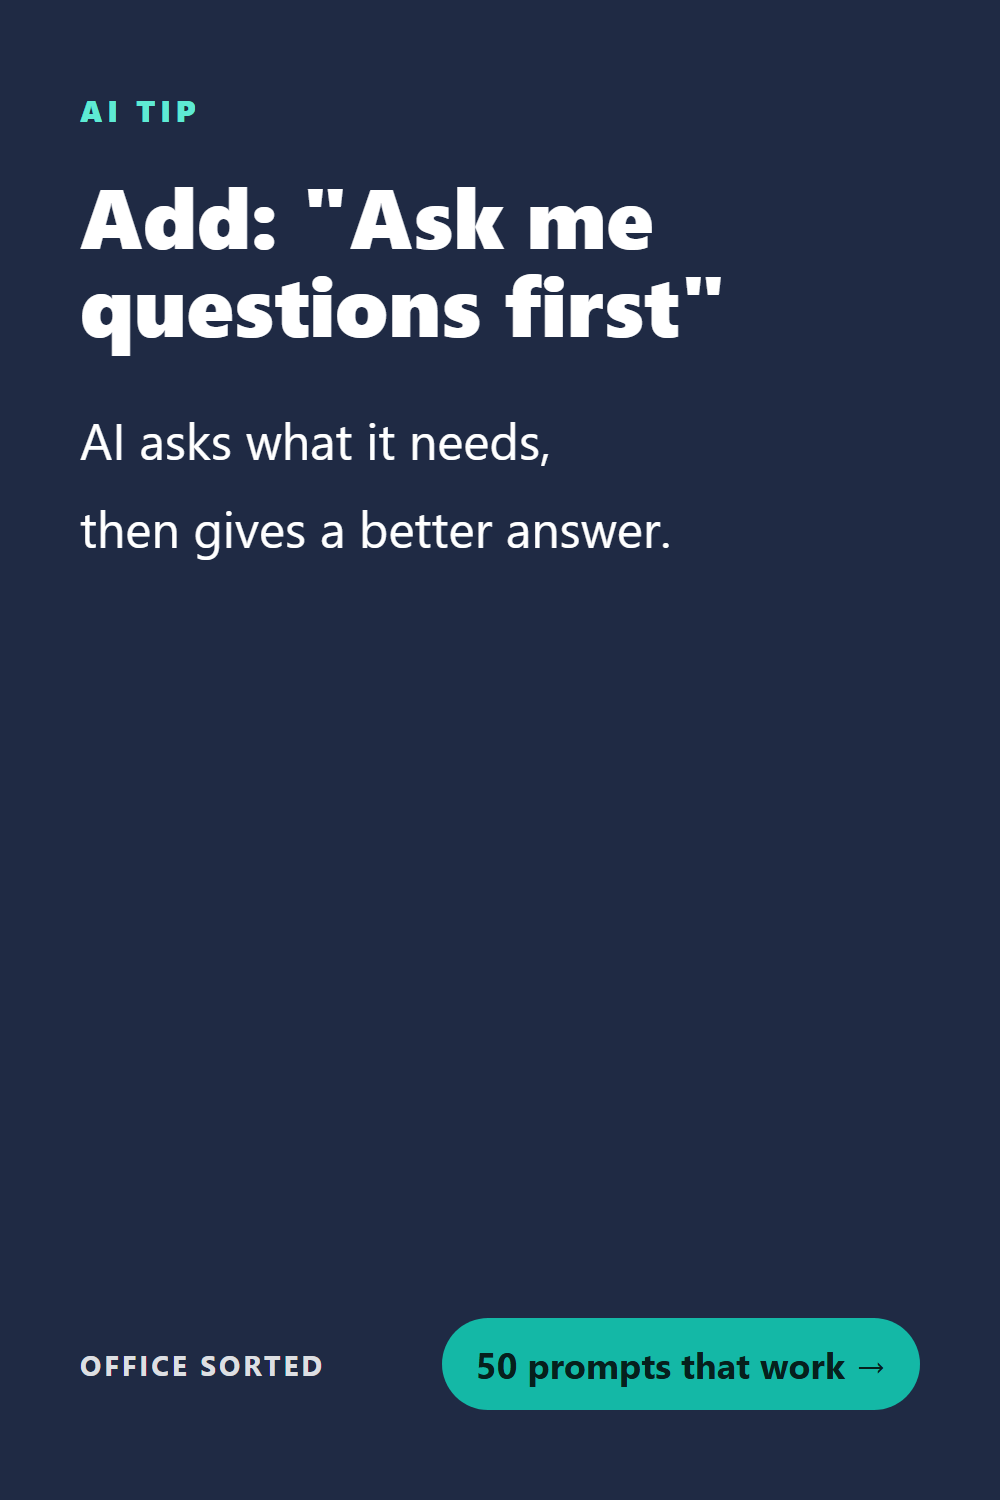 AI TIP
Add: "Ask me
questions first"
AI asks what it needs,
then gives a better answer.
OFFICE SORTED
50 prompts that work →